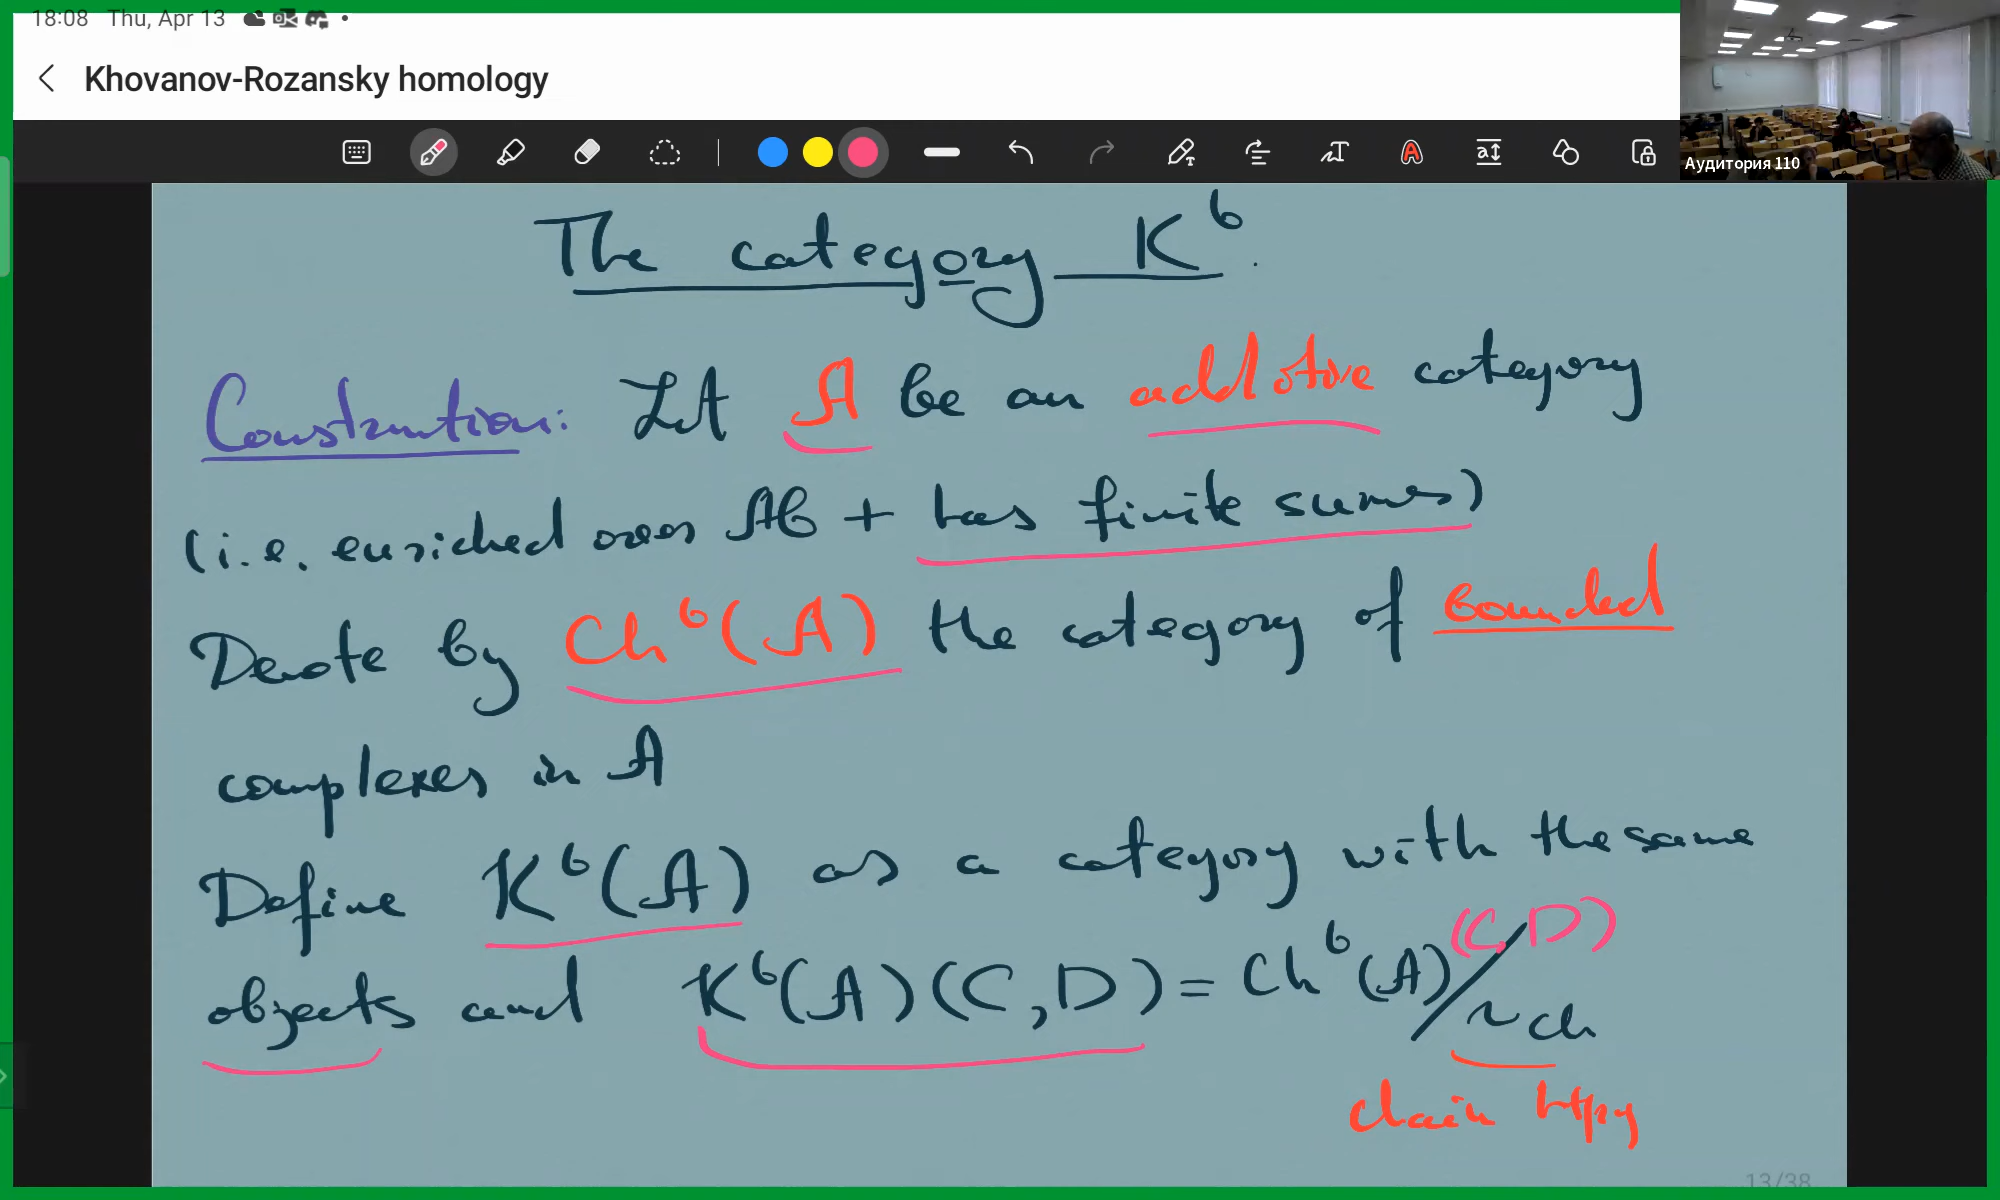 18:08 Thu, Apr 13
Khovanov-Rozansky homology
Аудитория 110
The category K^b.
Construction: Let A be an additive category
(i.e. enriched over Ab + has finite sums)
Denote by Ch^b(A) the category of bounded
complexes in A
Define K^b(A) as a category with the same
objects and K^b(A)(C,D) = Ch^b(A)(C,D)/~ch
chain htpy
13/38